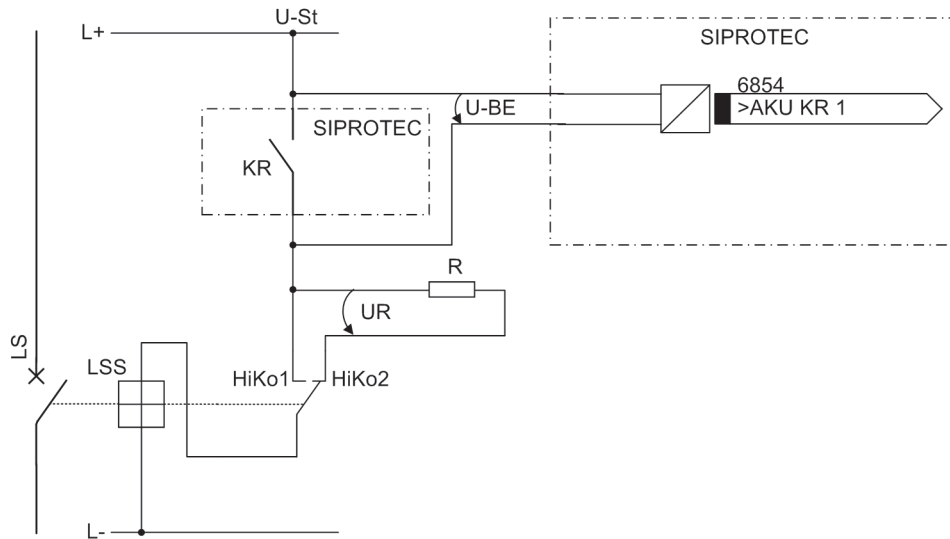 U-St
L+
SIPROTEC
6854
>AKU KR 1
U-BE
SIPROTEC
KR
R
UR
LS
LSS
HiKo1
HiKo2
L-